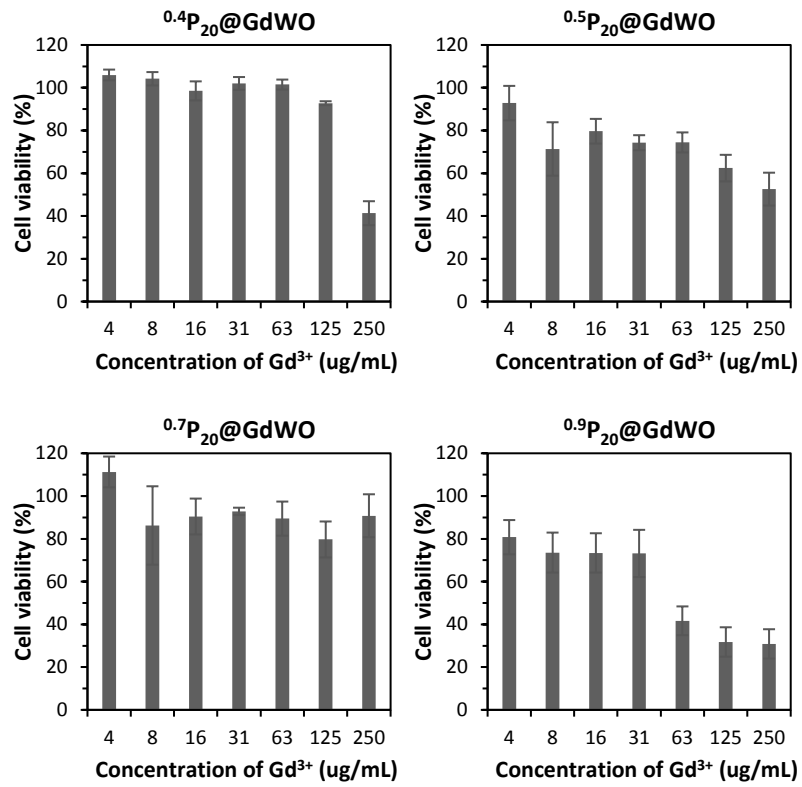 0.4P20@GdWO
0.5P20@GdWO
120
100
80
60
40
20
0
Cell viability (%)
4 8 16 31 63 125 250
Concentration of Gd3+ (ug/mL)
120
100
80
60
40
20
0
Cell viability (%)
4 8 16 31 63 125 250
Concentration of Gd3+ (ug/mL)
0.7P20@GdWO
0.9P20@GdWO
120
100
80
60
40
20
0
Cell viability (%)
4 8 16 31 63 125 250
Concentration of Gd3+ (ug/mL)
120
100
80
60
40
20
0
Cell viability (%)
4 8 16 31 63 125 250
Concentration of Gd3+ (ug/mL)